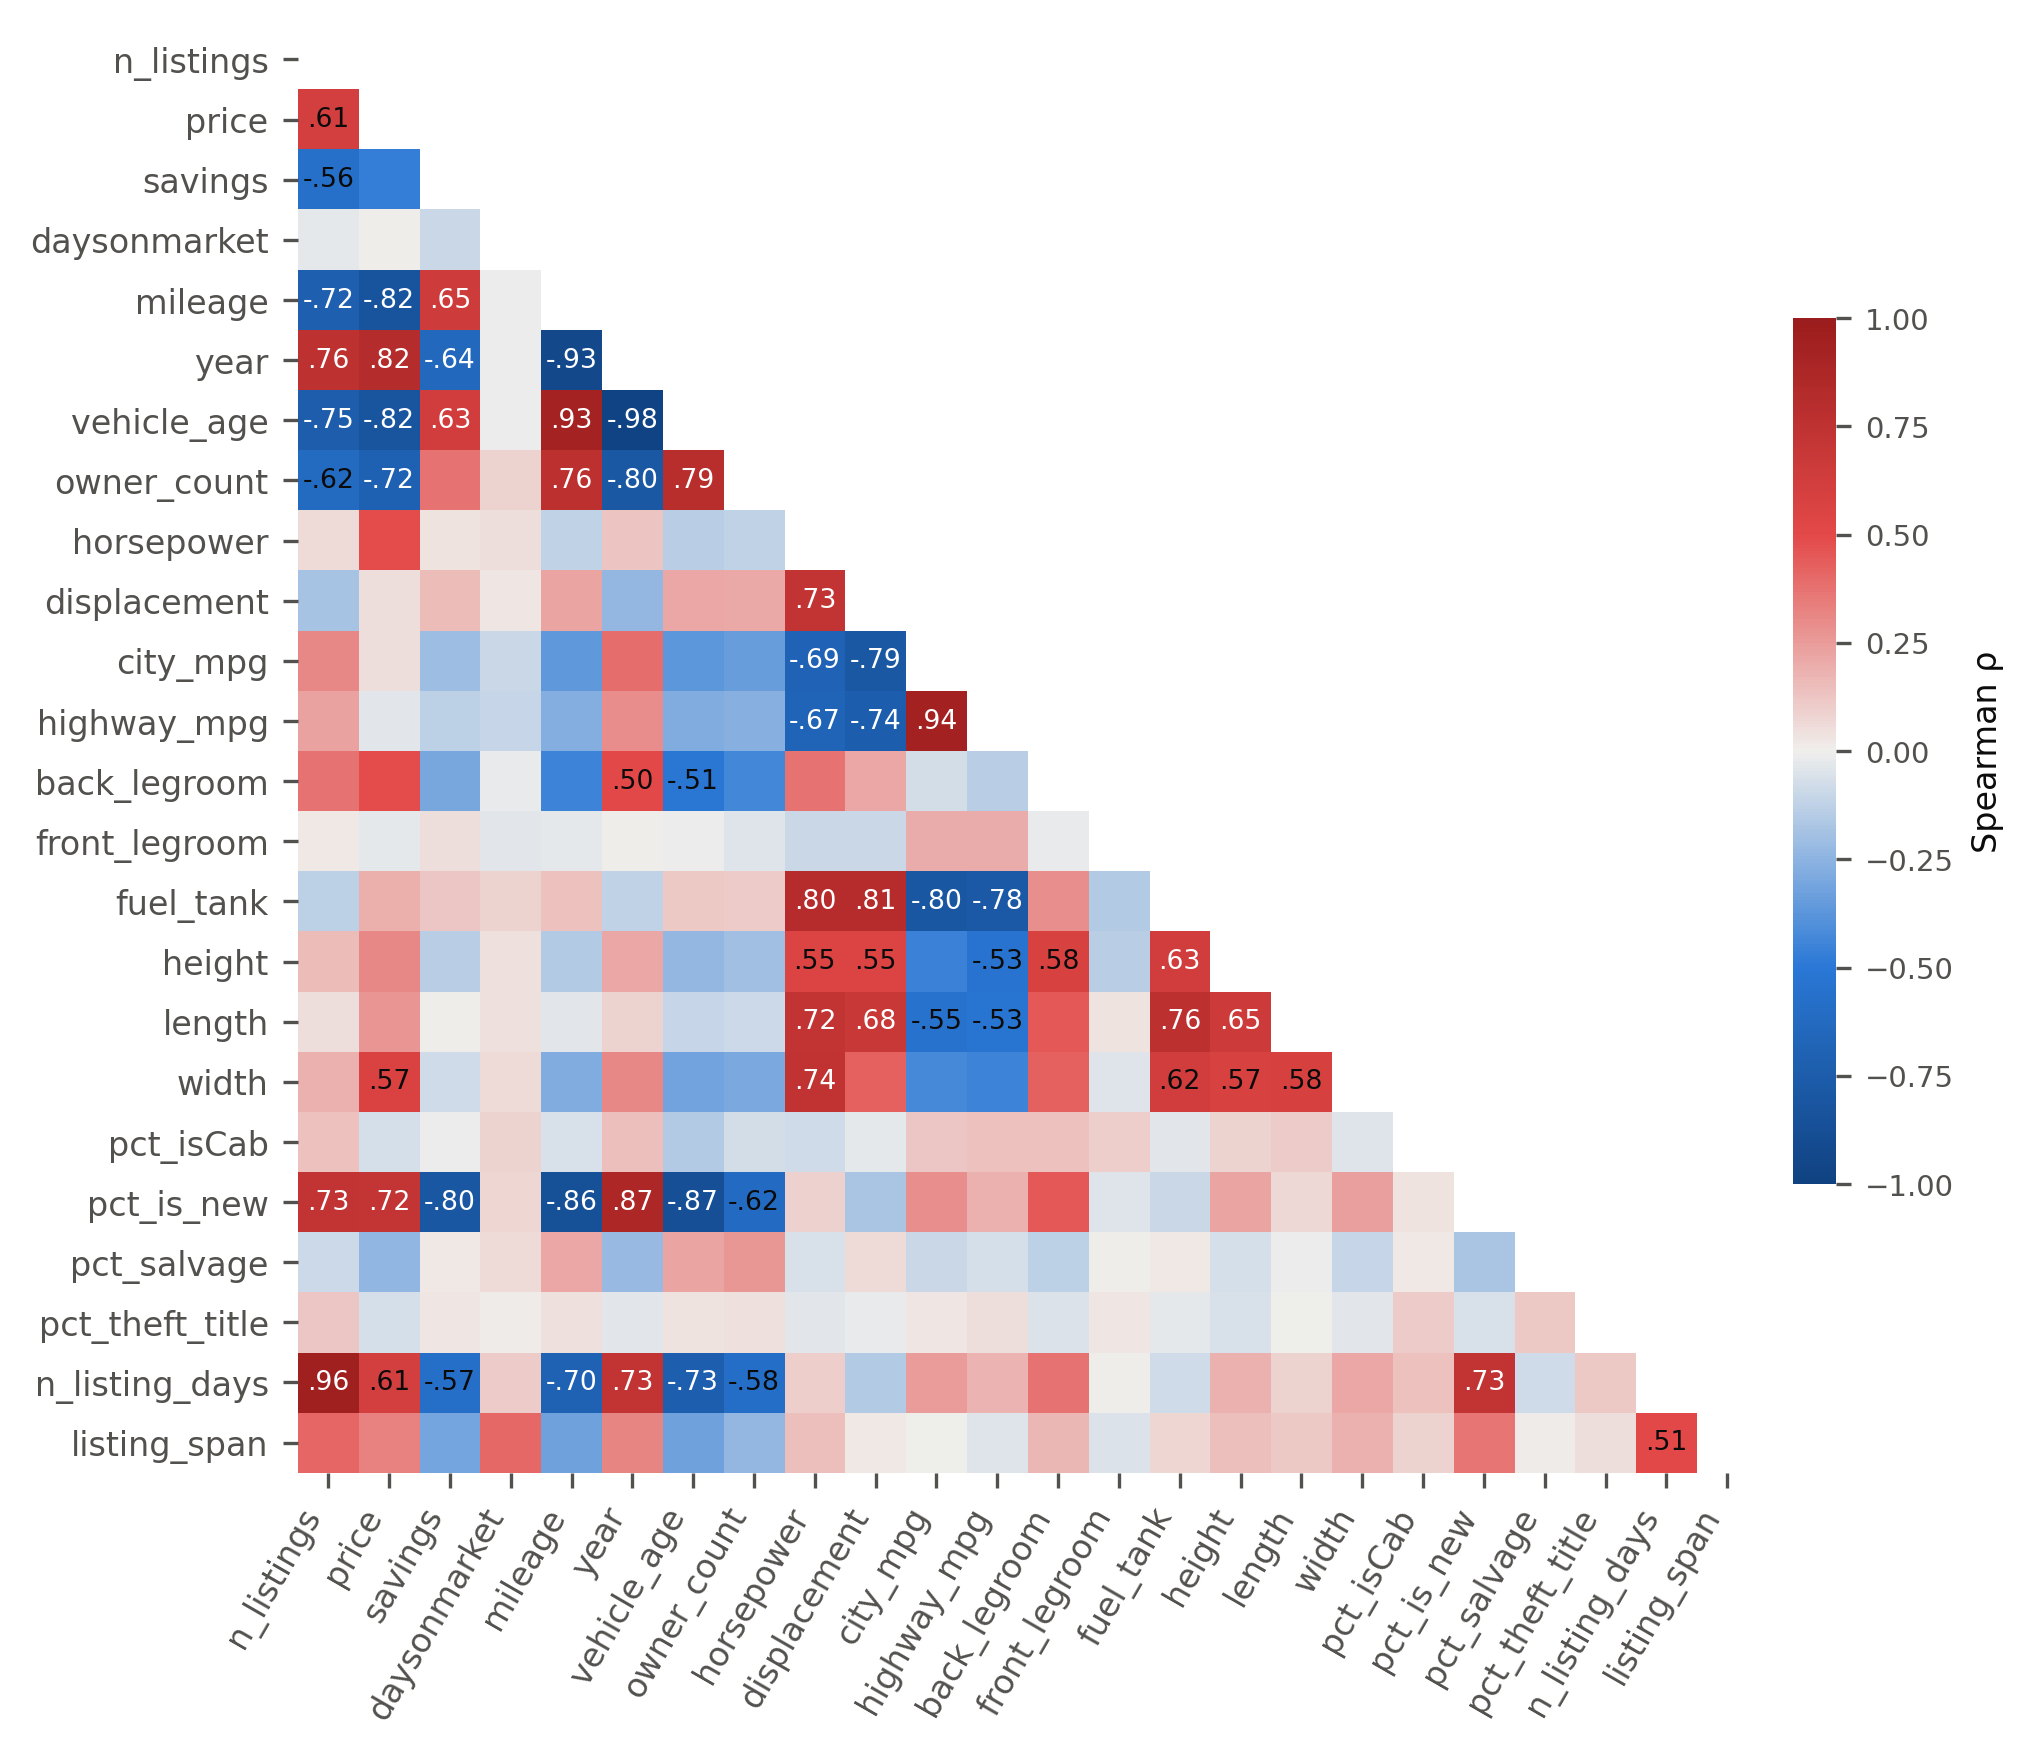 n_listings
price .61
savings -.56
daysonmarket
mileage -.72 -.82 .65
year .76 .82 -.64 -.93
vehicle_age -.75 -.82 .63 .93 -.98
owner_count -.62 -.72 .76 -.80 .79
horsepower
displacement .73
city_mpg -.69 -.79
highway_mpg -.67 -.74 .94
back_legroom .50 -.51
front_legroom
fuel_tank .80 .81 -.80 -.78
height .55 .55 -.53 .58 .63
length .72 .68 -.55 -.53 .76 .65
width .57 .74 .62 .57 .58
pct_isCab
pct_is_new .73 .72 -.80 -.86 .87 -.87 -.62
pct_salvage
pct_theft_title
n_listing_days .96 .61 -.57 -.70 .73 -.73 -.58 .73
listing_span .51
n_listings
price
savings
daysonmarket
mileage
year
vehicle_age
owner_count
horsepower
displacement
city_mpg
highway_mpg
back_legroom
front_legroom
fuel_tank
height
length
width
pct_isCab
pct_is_new
pct_salvage
pct_theft_title
n_listing_days
listing_span
1.00
0.75
0.50
0.25
0.00
−0.25
−0.50
−0.75
−1.00
Spearman ρ